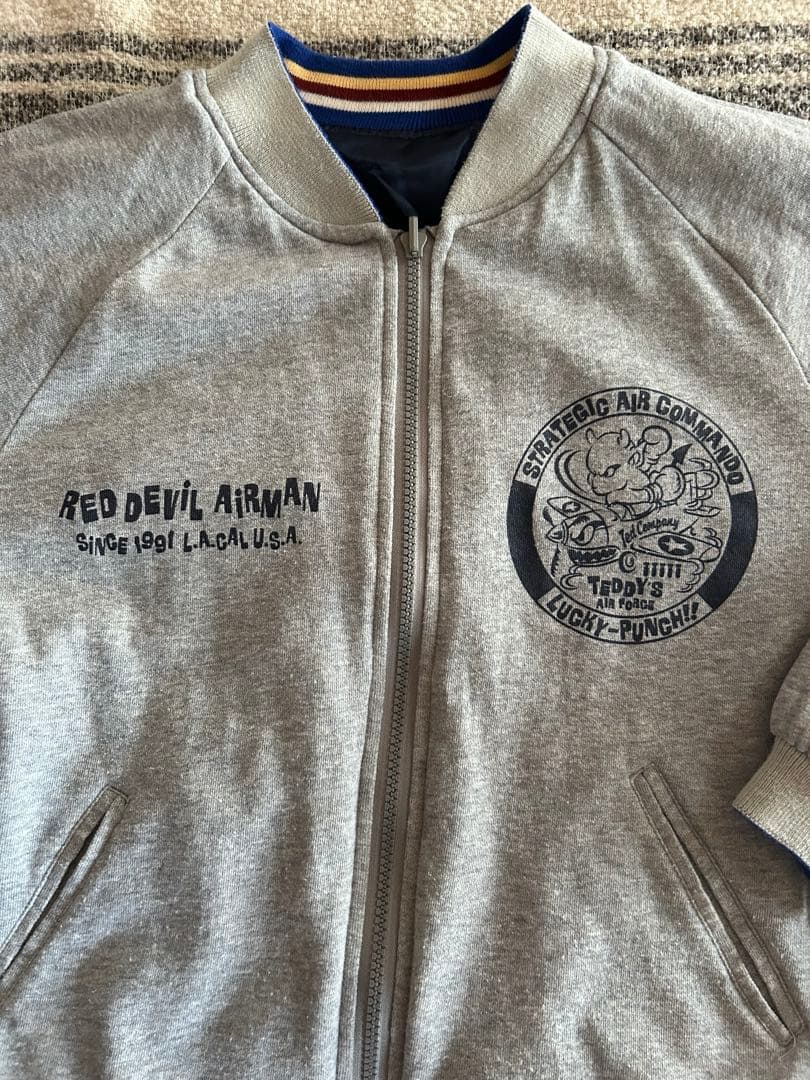 RED DEViL AiRMAN
SiNCE 1991 L.A.CAL U.S.A.
STRATEGIC AIR COMMANDO
Ted Company
TEDDY'S
AIR FORCE
LUCKY-PUNCH!!